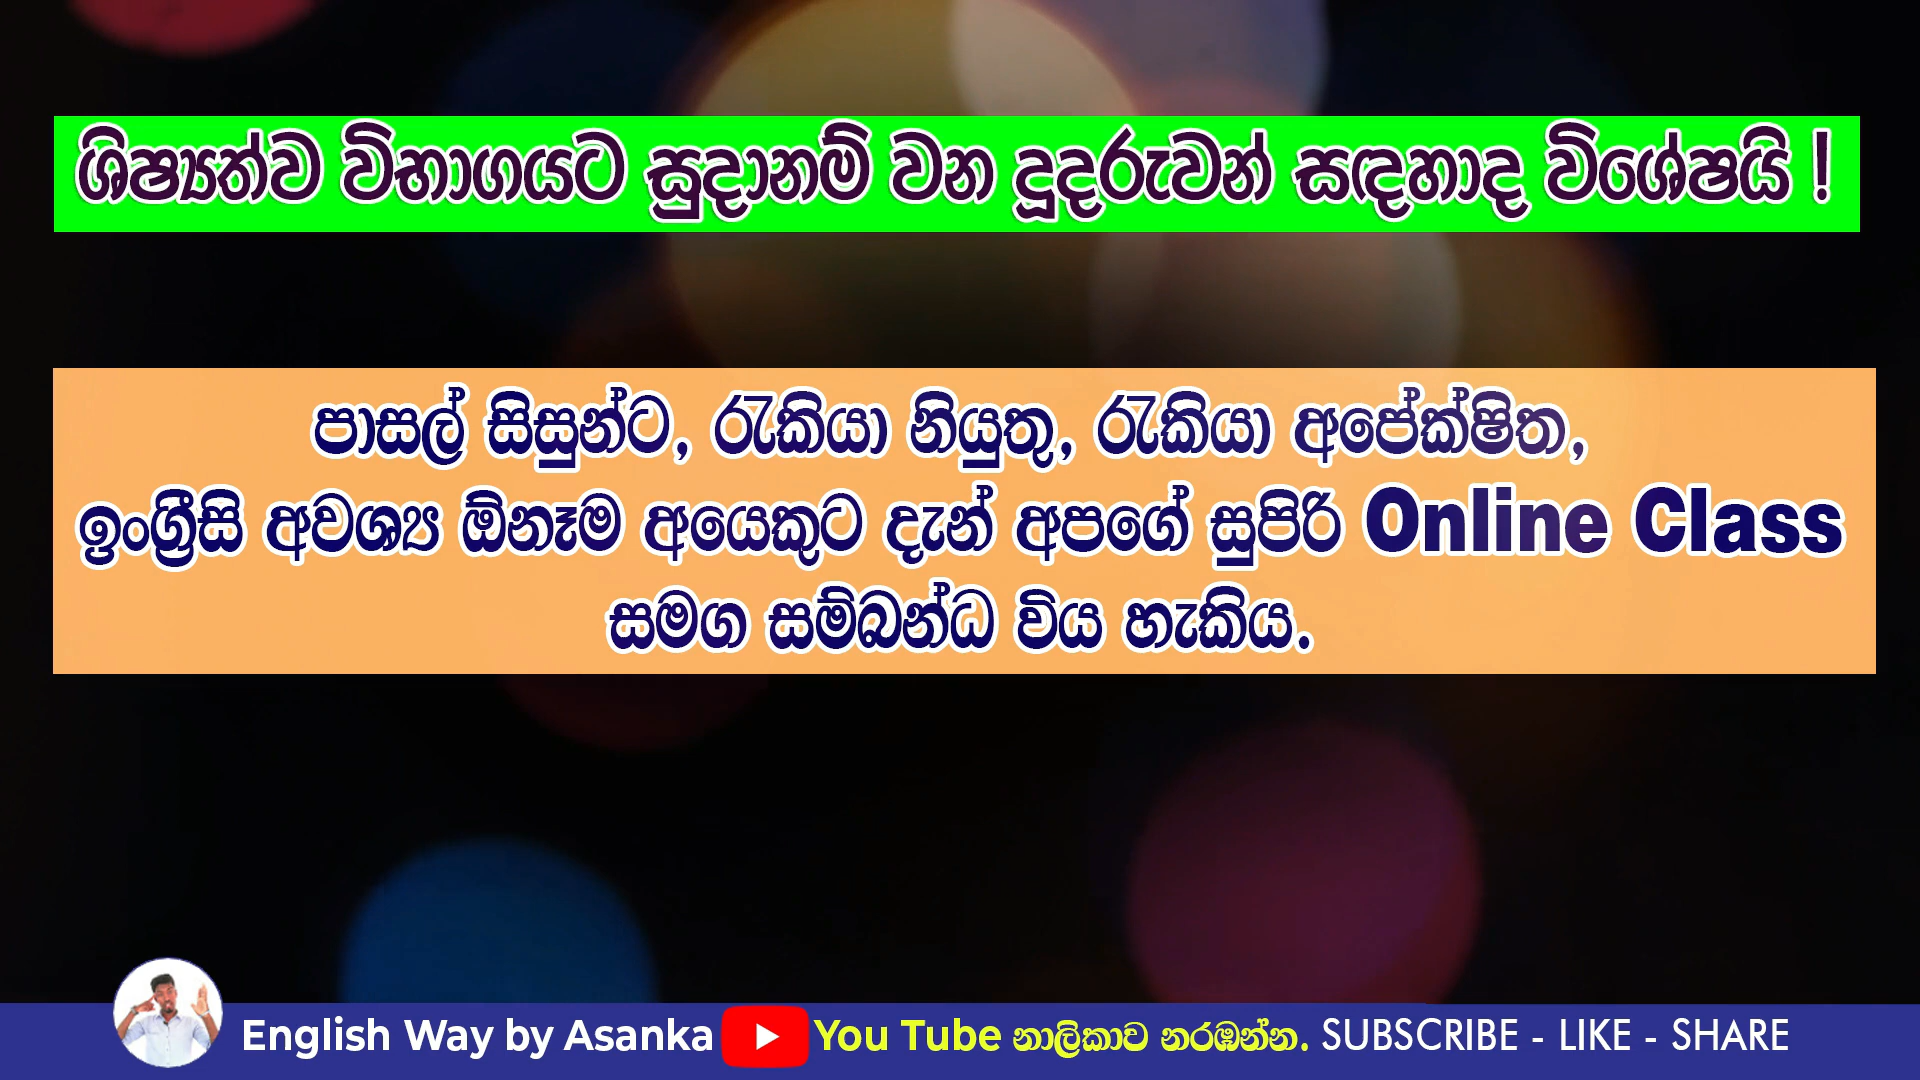 ශිෂ්‍යත්ව විභාගයට සුදානම් වන දූදරුවන් සඳහාද විශේෂයි !
පාසල් සිසුන්ට, රැකියා නියුතු, රැකියා අපේක්ෂිත,
ඉංග්‍රීසි අවශ්‍ය ඕනෑම අයෙකුට දැන් අපගේ සුපිරි Online Class
සමග සම්බන්ධ විය හැකිය.
English Way by Asanka You Tube නාලිකාව නරඹන්න. SUBSCRIBE - LIKE - SHARE